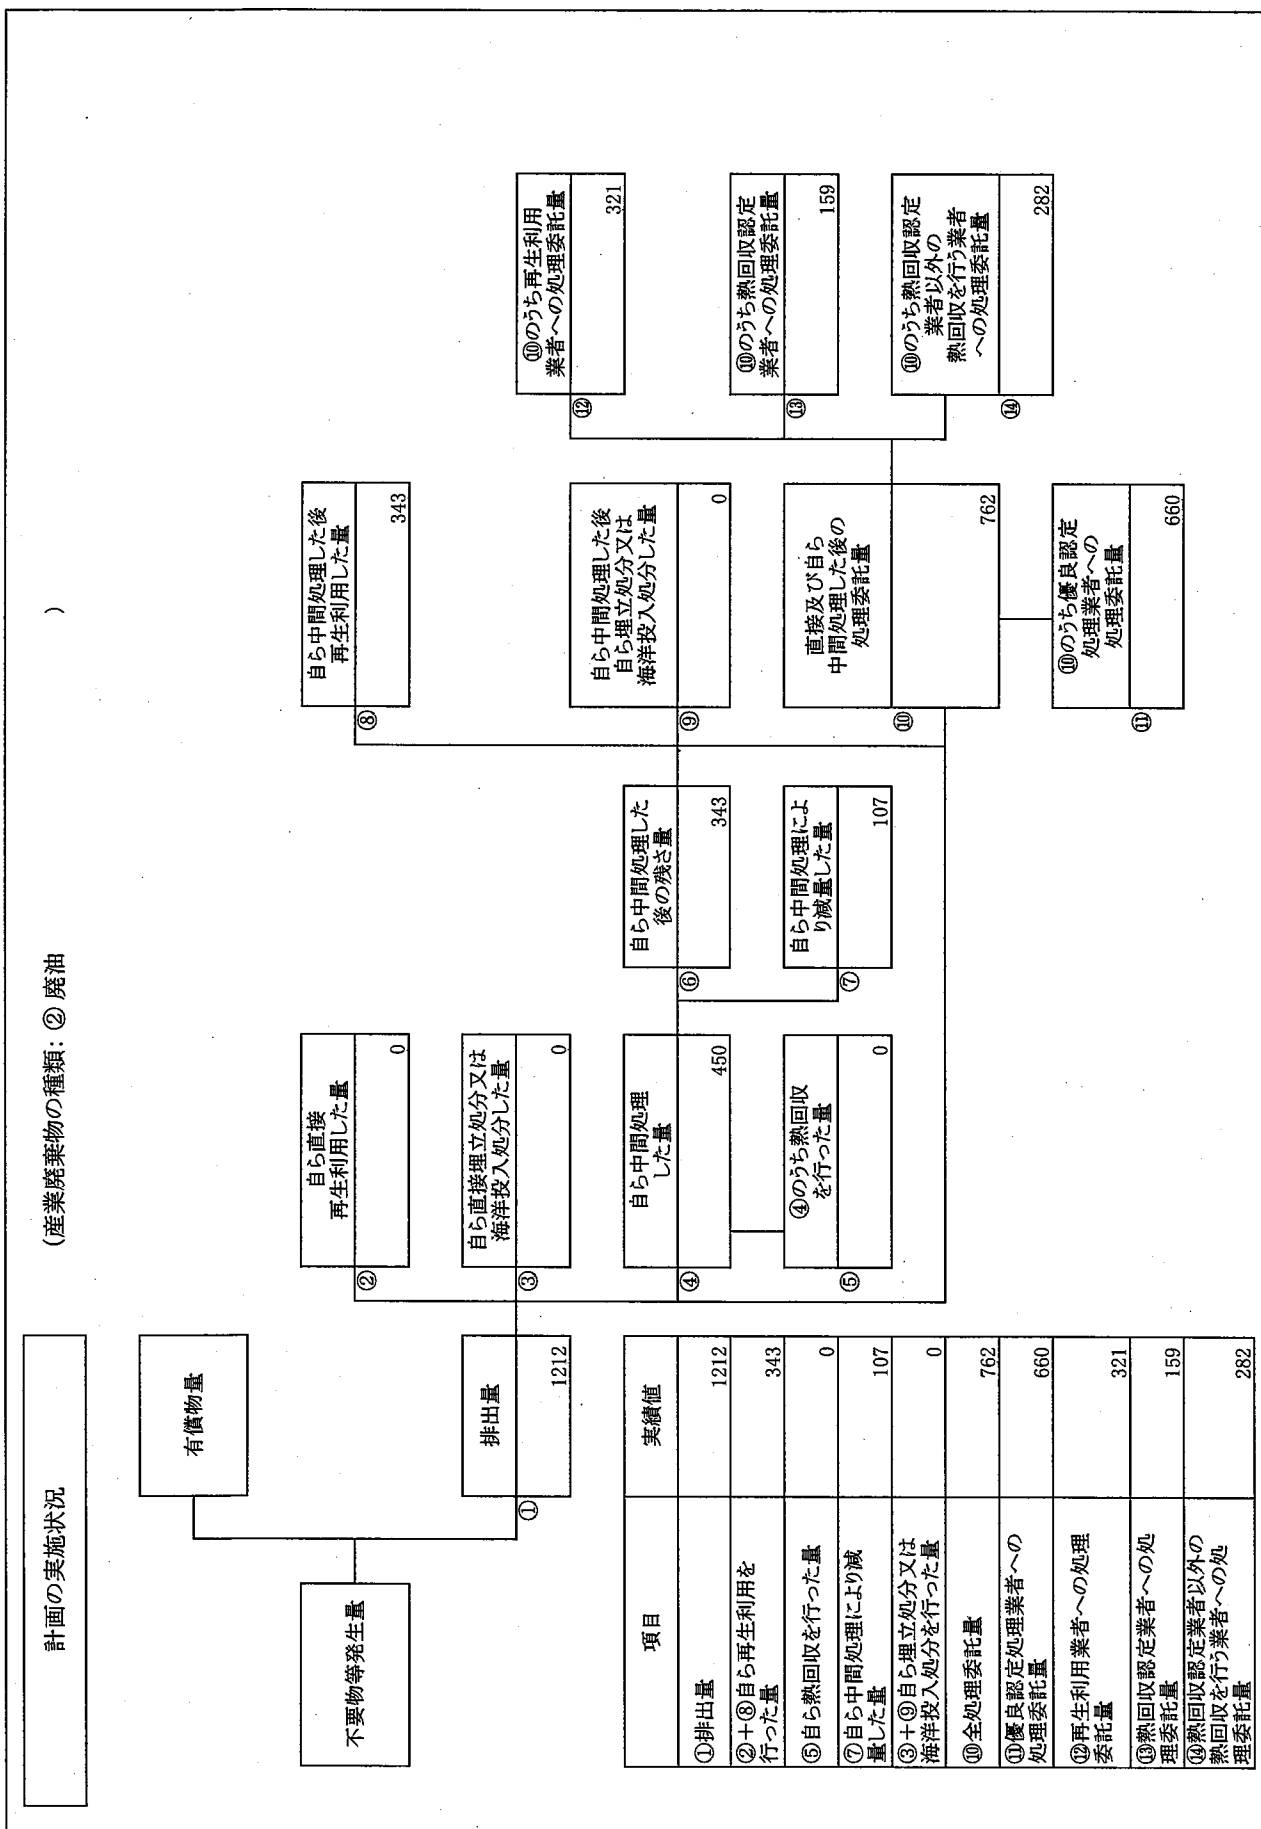 計画の実施状況
(産業廃棄物の種類：② 廃油
)
不要物等発生量
有償物量
①
排出量
1212
②
自ら直接
再生利用した量
0
③
自ら直接埋立処分又は
海洋投入処分した量
0
④
自ら中間処理
した量
450
⑤
④のうち熱回収
を行った量
0
⑥
自ら中間処理した
後の残さ量
343
⑦
自ら中間処理によ
り減量した量
107
⑧
自ら中間処理した後
再生利用した量
343
⑨
自ら中間処理した後
自ら埋立処分又は
海洋投入処分した量
0
⑩
直接及び自ら
中間処理した後の
処理委託量
762
⑪
⑩のうち優良認定
処理業者への
処理委託量
660
⑫
⑩のうち再生利用
業者への処理委託量
321
⑬
⑩のうち熱回収認定
業者への処理委託量
159
⑭
⑩のうち熱回収認定
業者以外の
熱回収を行う業者
への処理委託量
282
項目 実績値
①排出量 1212
②+⑧自ら再生利用を
行った量 343
⑤自ら熱回収を行った量 0
⑦自ら中間処理により減
量した量 107
③+⑨自ら埋立処分又は
海洋投入処分を行った量 0
⑩全処理委託量 762
⑪優良認定処理業者への
処理委託量 660
⑫再生利用業者への処理
委託量 321
⑬熱回収認定業者への処
理委託量 159
⑭熱回収認定業者以外の
熱回収を行う業者への処
理委託量 282